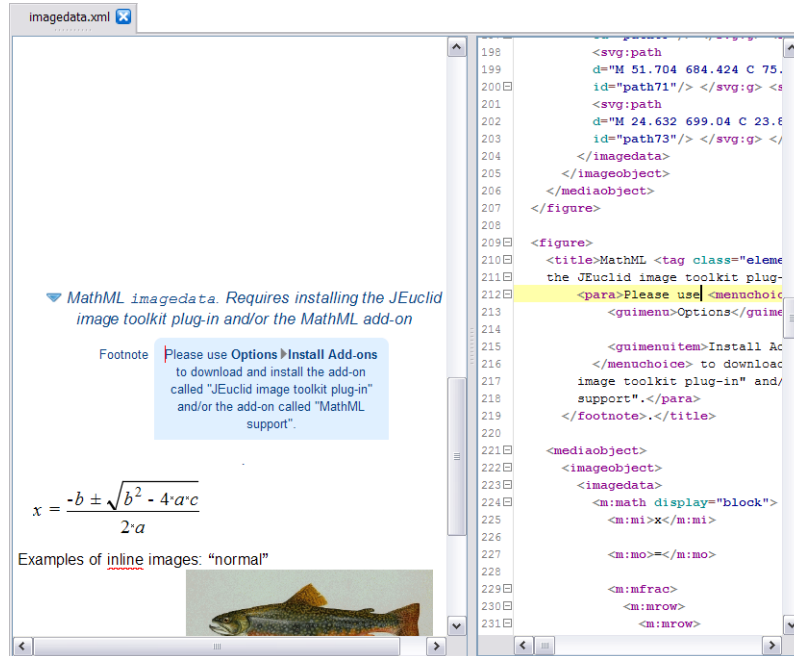 imagedata.xml
MathML imagedata. Requires installing the JEuclid
image toolkit plug-in and/or the MathML add-on
Footnote
Please use Options ▶Install Add-ons
to download and install the add-on
called "JEuclid image toolkit plug-in"
and/or the add-on called "MathML
support".
.
x = -b ± √b² - 4*a*c
2*a
Examples of inline images: “normal”
198 <svg:path
199 d="M 51.704 684.424 C 75.
200 id="path71"/> </svg:g> <s
201 <svg:path
202 d="M 24.632 699.04 C 23.8
203 id="path73"/> </svg:g> </
204 </imagedata>
205 </imageobject>
206 </mediaobject>
207 </figure>
208
209 <figure>
210 <title>MathML <tag class="eleme
211 the JEuclid image toolkit plug-
212 <para>Please use <menuchoic
213 <guimenu>Options</guime
214
215 <guimenuitem>Install Ad
216 </menuchoice> to download
217 image toolkit plug-in" and/
218 support".</para>
219 </footnote>.</title>
220
221 <mediaobject>
222 <imageobject>
223 <imagedata>
224 <m:math display="block">
225 <m:mi>x</m:mi>
226
227 <m:mo>=</m:mo>
228
229 <m:mfrac>
230 <m:mrow>
231 <m:mrow>